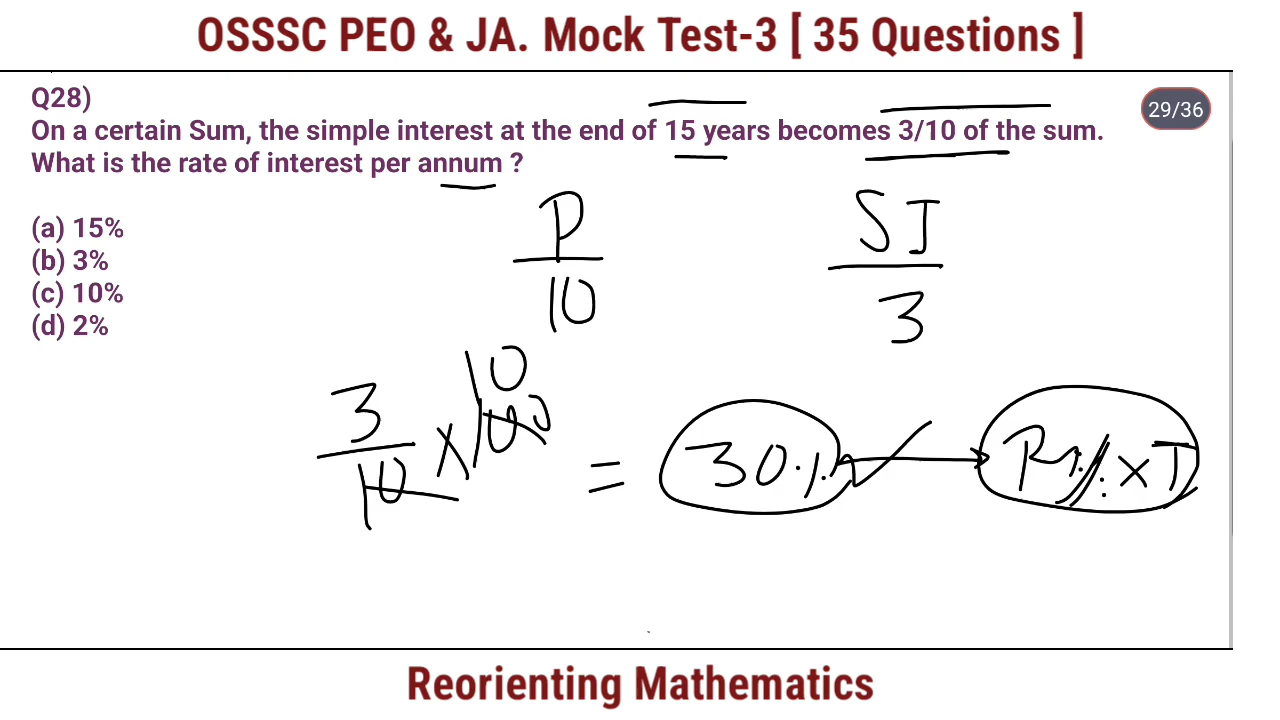 OSSSC PEO & JA. Mock Test-3 [ 35 Questions ]
Q28)
29/36
On a certain Sum, the simple interest at the end of 15 years becomes 3/10 of the sum.
What is the rate of interest per annum ?
(a) 15%
(b) 3%
(c) 10%
(d) 2%
P
10
SI
3
3/10 × 100 10 = 30% R% × T
Reorienting Mathematics